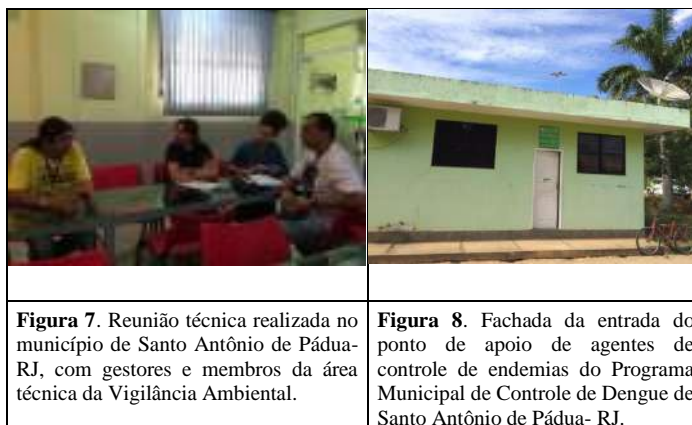 Figura 7. Reunião técnica realizada no
município de Santo Antônio de Pádua-
RJ, com gestores e membros da área
técnica da Vigilância Ambiental.
Figura 8. Fachada da entrada do
ponto de apoio de agentes de
controle de endemias do Programa
Municipal de Controle de Dengue de
Santo Antônio de Pádua- RJ.